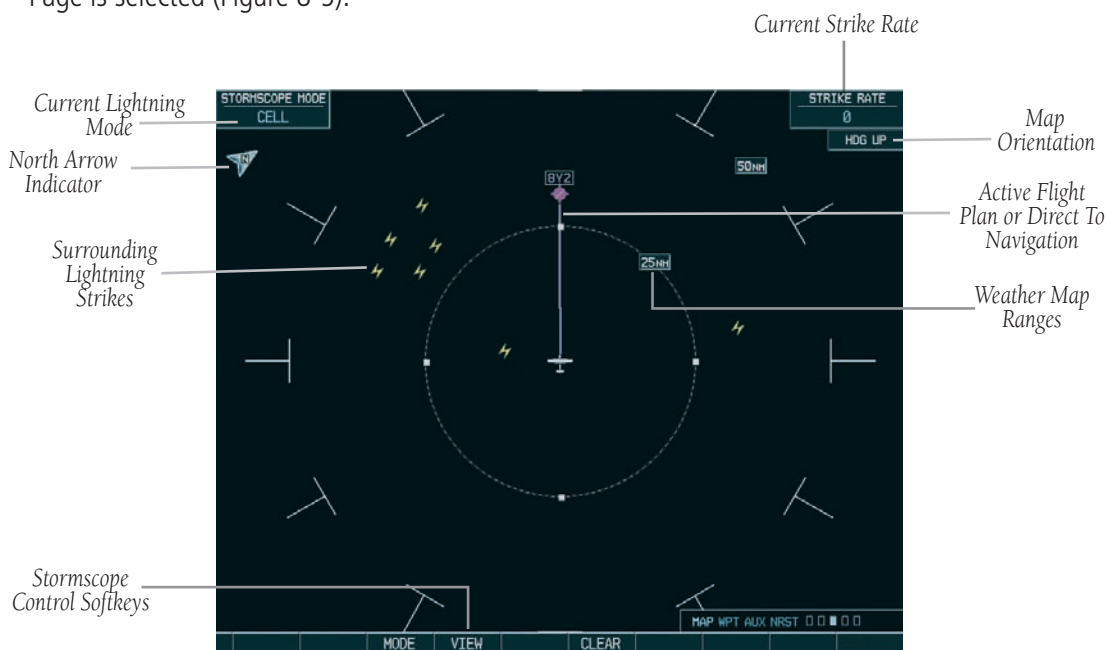 Page is selected (Figure 8-5).
Current Strike Rate
STORMSCOPE MODE
CELL
STRIKE RATE
0
HDG UP
Current Lightning
Mode
Map
Orientation
North Arrow
Indicator
N
50NM
8Y2
Active Flight
Plan or Direct To
Navigation
Surrounding
Lightning
Strikes
25NM
Weather Map
Ranges
Stormscope
Control Softkeys
MAP WPT AUX NRST
MODE VIEW CLEAR